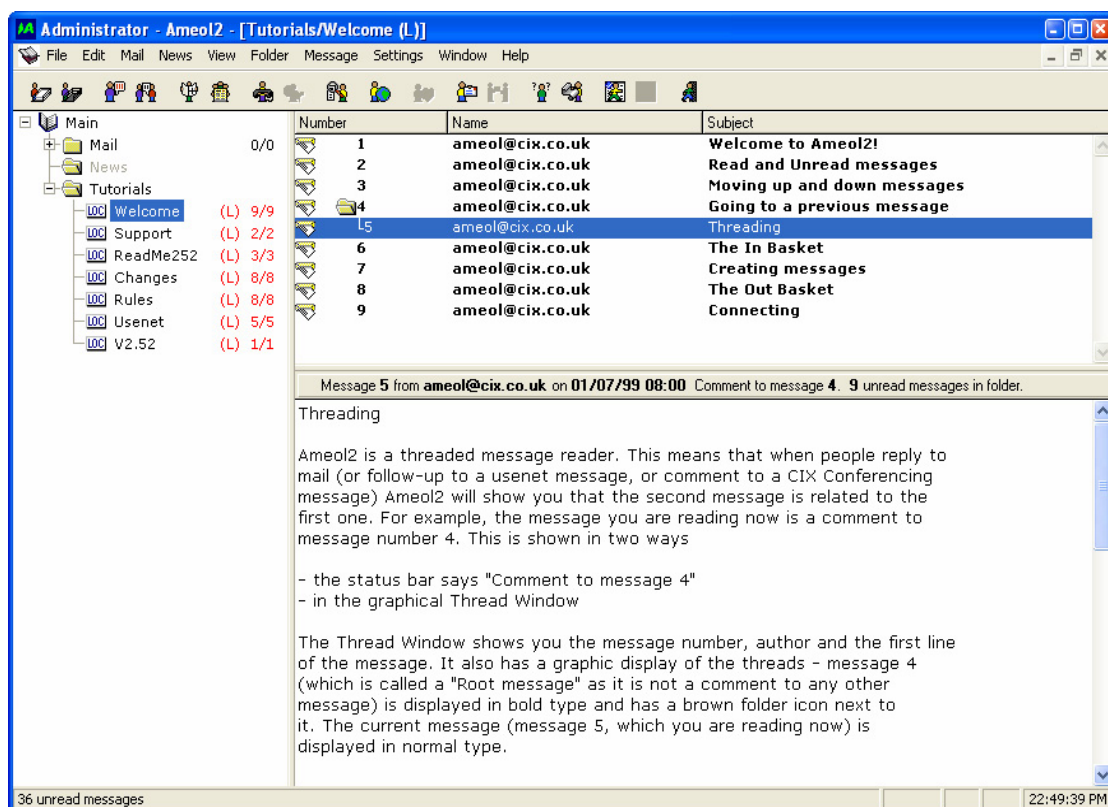 Administrator - Ameol2 - [Tutorials/Welcome (L)]
File Edit Mail News View Folder Message Settings Window Help
Main
Mail 0/0
News
Tutorials
LOC Welcome (L) 9/9
LOC Support (L) 2/2
LOC ReadMe252 (L) 3/3
LOC Changes (L) 8/8
LOC Rules (L) 8/8
LOC Usenet (L) 5/5
LOC V2.52 (L) 1/1
Number Name Subject
1 ameol@cix.co.uk Welcome to Ameol2!
2 ameol@cix.co.uk Read and Unread messages
3 ameol@cix.co.uk Moving up and down messages
4 ameol@cix.co.uk Going to a previous message
5 ameol@cix.co.uk Threading
6 ameol@cix.co.uk The In Basket
7 ameol@cix.co.uk Creating messages
8 ameol@cix.co.uk The Out Basket
9 ameol@cix.co.uk Connecting
Message 5 from ameol@cix.co.uk on 01/07/99 08:00 Comment to message 4. 9 unread messages in folder.
Threading
Ameol2 is a threaded message reader. This means that when people reply to
mail (or follow-up to a usenet message, or comment to a CIX Conferencing
message) Ameol2 will show you that the second message is related to the
first one. For example, the message you are reading now is a comment to
message number 4. This is shown in two ways
- the status bar says "Comment to message 4"
- in the graphical Thread Window
The Thread Window shows you the message number, author and the first line
of the message. It also has a graphic display of the threads - message 4
(which is called a "Root message" as it is not a comment to any other
message) is displayed in bold type and has a brown folder icon next to
it. The current message (message 5, which you are reading now) is
displayed in normal type.
36 unread messages 22:49:39 PM